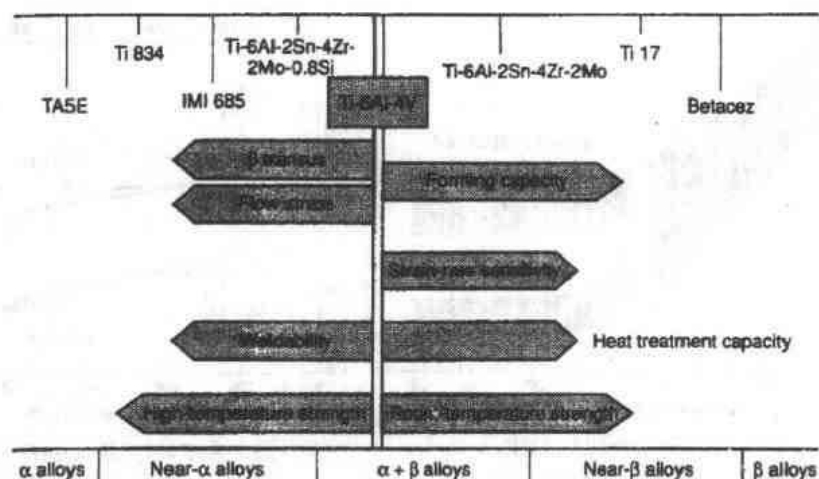 Ti 834
Ti-6Al-2Sn-4Zr-
2Mo-0.8Si
Ti-6Al-2Sn-4Zr-2Mo
Ti 17
TA5E
IMI 685
Ti-6Al-4V
Betacez
β transus
Forming capacity
Flow stress
Strain-rate sensitivity
Weldability
Heat treatment capacity
High-temperature strength
Room-temperature strength
α alloys
Near-α alloys
α + β alloys
Near-β alloys
β alloys